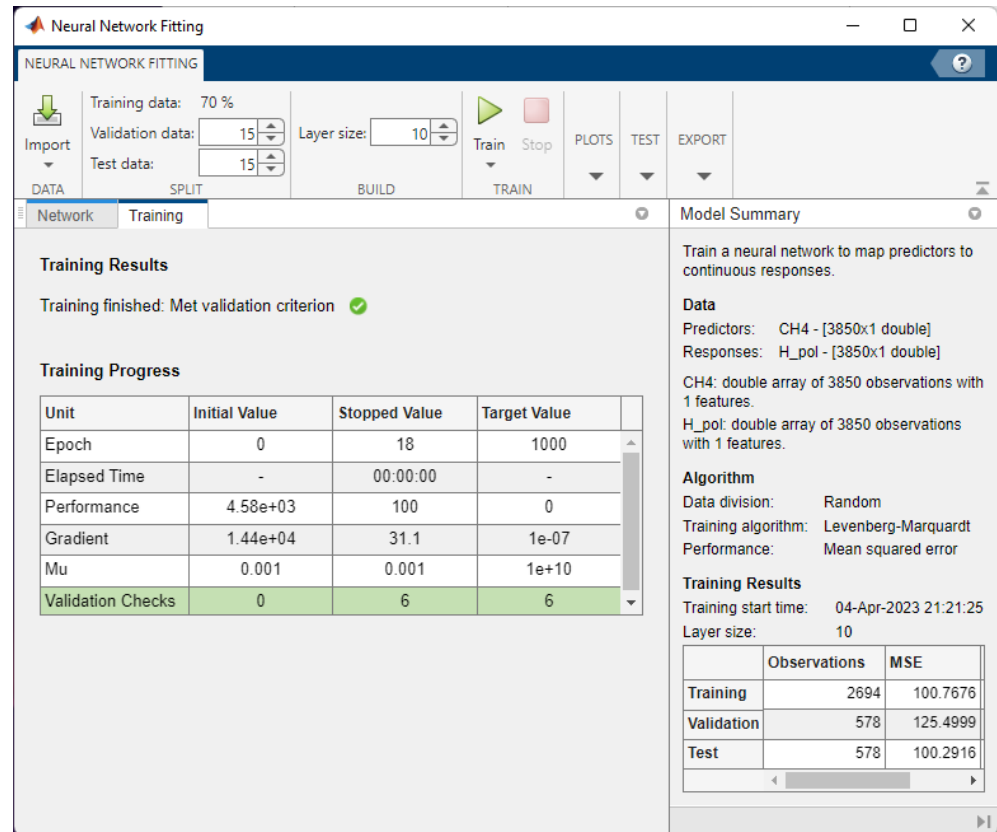 Neural Network Fitting
NEURAL NETWORK FITTING
?
Import
DATA
Training data: 70 %
Validation data: 15
Test data: 15
SPLIT
Layer size: 10
BUILD
Train
Stop
TRAIN
PLOTS
TEST
EXPORT
Network
Training
Training Results
Training finished: Met validation criterion
Training Progress
Unit Initial Value Stopped Value Target Value
Epoch 0 18 1000
Elapsed Time - 00:00:00 -
Performance 4.58e+03 100 0
Gradient 1.44e+04 31.1 1e-07
Mu 0.001 0.001 1e+10
Validation Checks 0 6 6
Model Summary
Train a neural network to map predictors to
continuous responses.
Data
Predictors: CH4 - [3850x1 double]
Responses: H_pol - [3850x1 double]
CH4: double array of 3850 observations with
1 features.
H_pol: double array of 3850 observations
with 1 features.
Algorithm
Data division: Random
Training algorithm: Levenberg-Marquardt
Performance: Mean squared error
Training Results
Training start time: 04-Apr-2023 21:21:25
Layer size: 10
Observations MSE
Training 2694 100.7676
Validation 578 125.4999
Test 578 100.2916